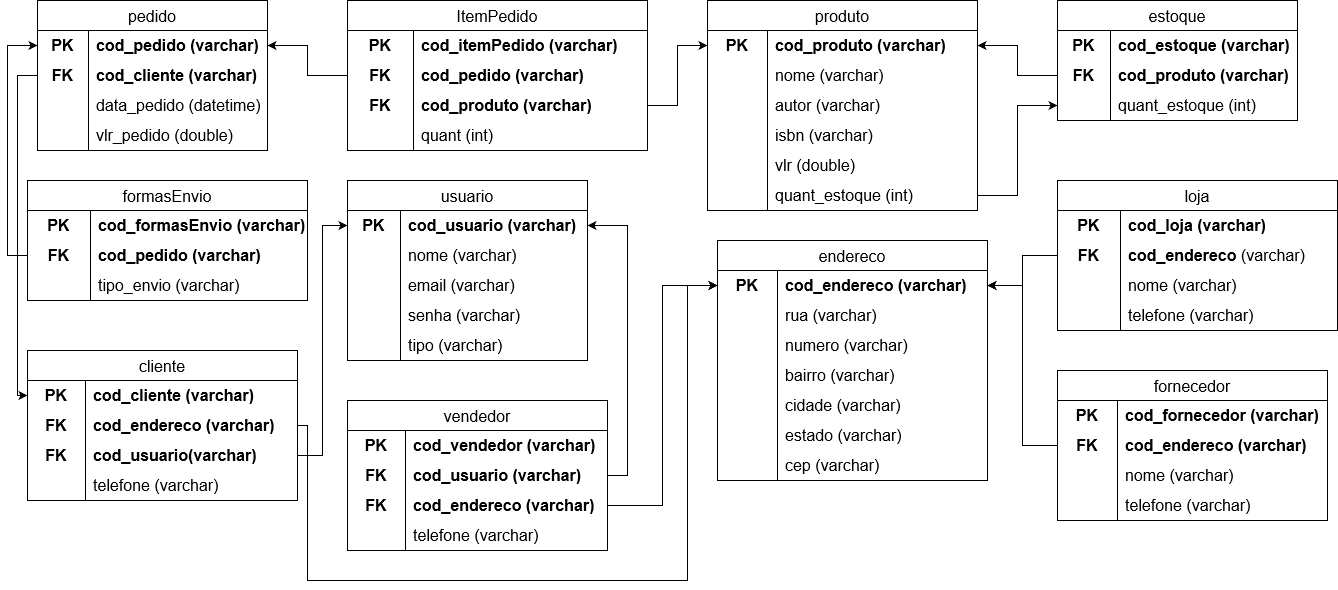 pedido
PK cod_pedido (varchar)
FK cod_cliente (varchar)
data_pedido (datetime)
vlr_pedido (double)
ItemPedido
PK cod_itemPedido (varchar)
FK cod_pedido (varchar)
FK cod_produto (varchar)
quant (int)
produto
PK cod_produto (varchar)
nome (varchar)
autor (varchar)
isbn (varchar)
vlr (double)
quant_estoque (int)
estoque
PK cod_estoque (varchar)
FK cod_produto (varchar)
quant_estoque (int)
formasEnvio
PK cod_formasEnvio (varchar)
FK cod_pedido (varchar)
tipo_envio (varchar)
usuario
PK cod_usuario (varchar)
nome (varchar)
email (varchar)
senha (varchar)
tipo (varchar)
endereco
PK cod_endereco (varchar)
rua (varchar)
numero (varchar)
bairro (varchar)
cidade (varchar)
estado (varchar)
cep (varchar)
loja
PK cod_loja (varchar)
FK cod_endereco (varchar)
nome (varchar)
telefone (varchar)
cliente
PK cod_cliente (varchar)
FK cod_endereco (varchar)
FK cod_usuario(varchar)
telefone (varchar)
vendedor
PK cod_vendedor (varchar)
FK cod_usuario (varchar)
FK cod_endereco (varchar)
telefone (varchar)
fornecedor
PK cod_fornecedor (varchar)
FK cod_endereco (varchar)
nome (varchar)
telefone (varchar)